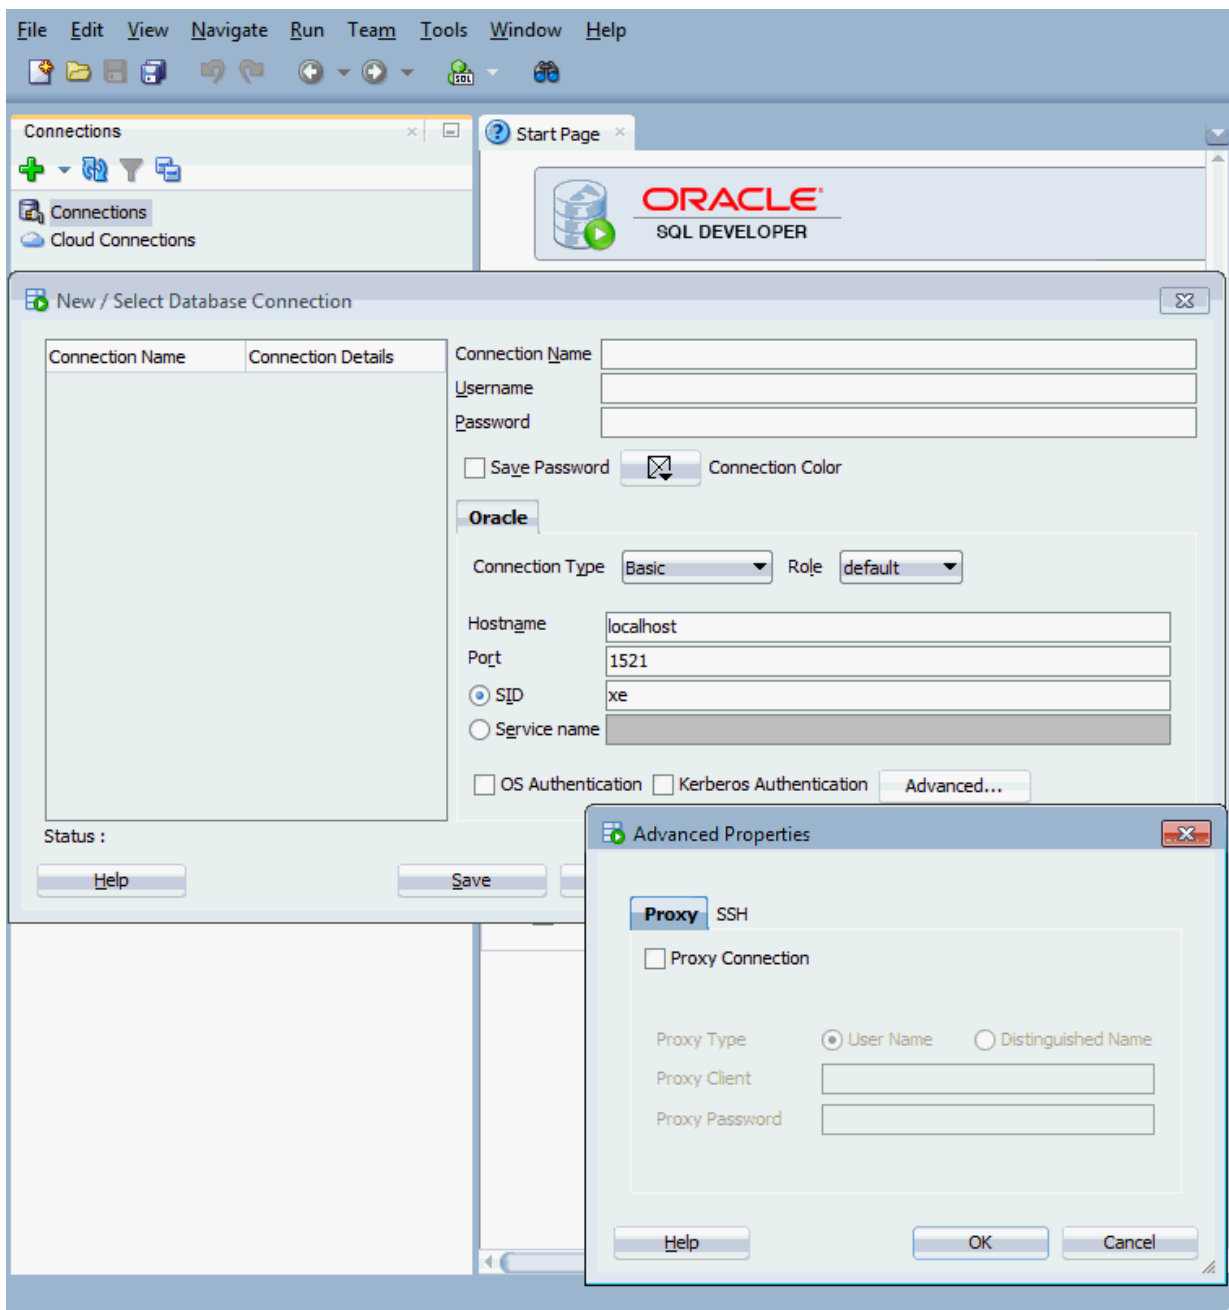 File Edit View Navigate Run Team Tools Window Help
SQL
Connections
Start Page
Connections
Cloud Connections
ORACLE
SQL DEVELOPER
New / Select Database Connection
Connection Name Connection Details
Connection Name
Username
Password
Save Password Connection Color
Oracle
Connection Type Basic Role default
Hostname localhost
Port 1521
SID xe
Service name
OS Authentication Kerberos Authentication Advanced...
Status :
Help Save
Advanced Properties
Proxy SSH
Proxy Connection
Proxy Type User Name Distinguished Name
Proxy Client
Proxy Password
Help OK Cancel